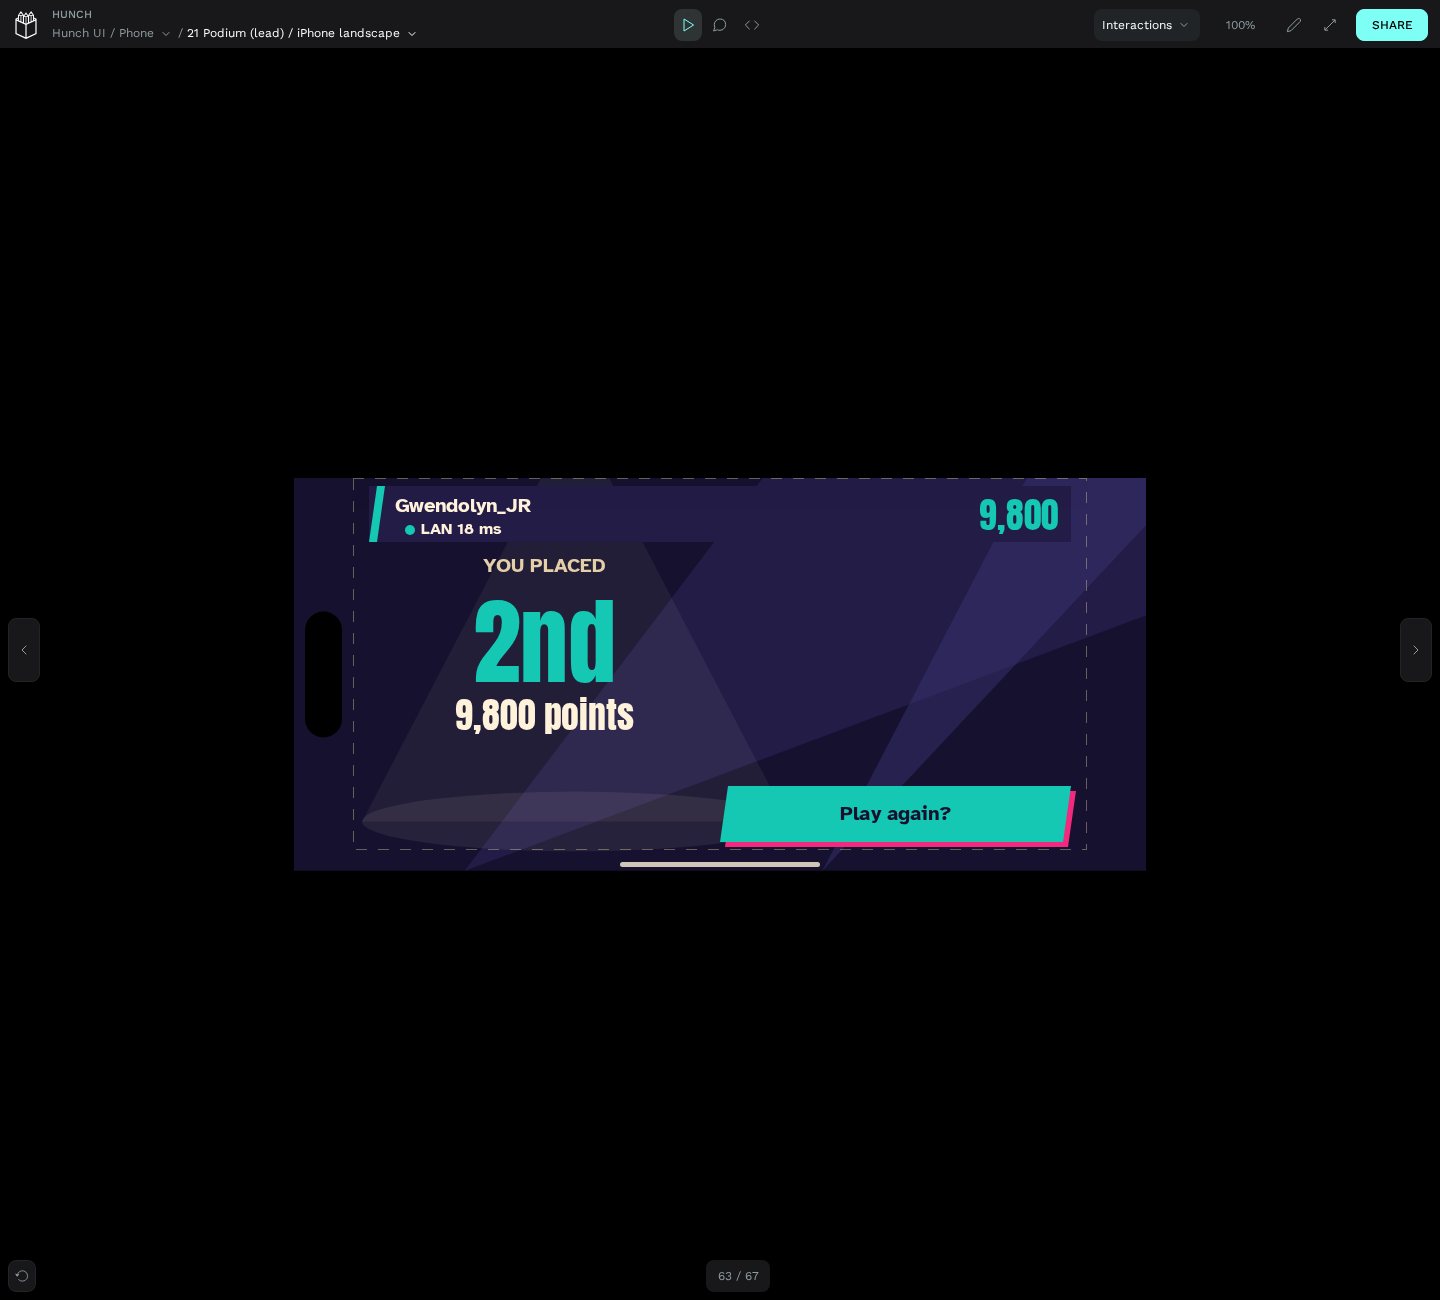 HUNCH
Hunch UI / Phone / 21 Podium (lead) / iPhone landscape
Interactions
100%
SHARE
Gwendolyn_JR
LAN 18 ms
9,800
YOU PLACED
2nd
9,800 points
Play again?
63 / 67